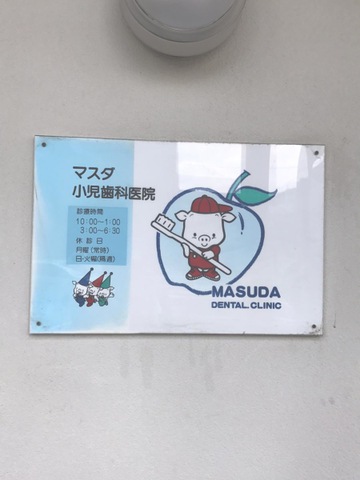 マスダ
小児歯科医院
診療時間
10:00～1:00
3:00～6:30
休診日
月曜(常時)
日・火曜(隔週)
MASUDA
DENTAL.CLINIC